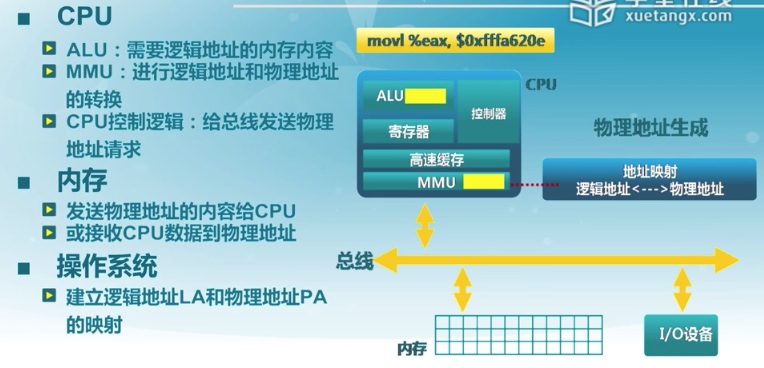 CPU
ALU：需要逻辑地址的内存内容
MMU：进行逻辑地址和物理地址
的转换
CPU控制逻辑：给总线发送物理
地址请求
内存
发送物理地址的内容给CPU
或接收CPU数据到物理地址
操作系统
建立逻辑地址LA和物理地址PA
的映射
xuetangx.com
movl %eax, $0xfffa620e
CPU
ALU
控制器
寄存器
高速缓存
MMU
物理地址生成
地址映射
逻辑地址<--->物理地址
总线
内存
I/O设备